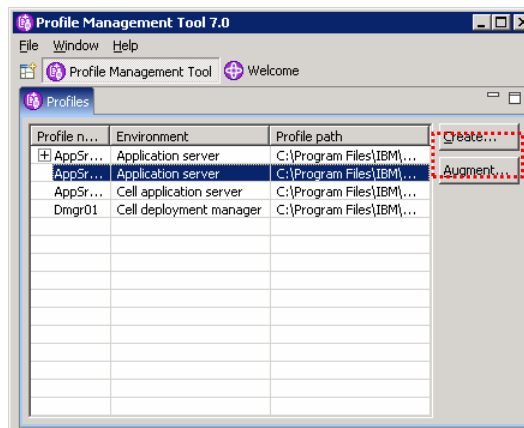 Profile Management Tool 7.0
File Window Help
Profile Management Tool Welcome
Profiles
Profile n... Environment Profile path
AppSr... Application server C:\Program Files\IBM\...
AppSr... Application server C:\Program Files\IBM\...
AppSr... Cell application server C:\Program Files\IBM\...
Dmgr01 Cell deployment manager C:\Program Files\IBM\...
Create...
Augment...